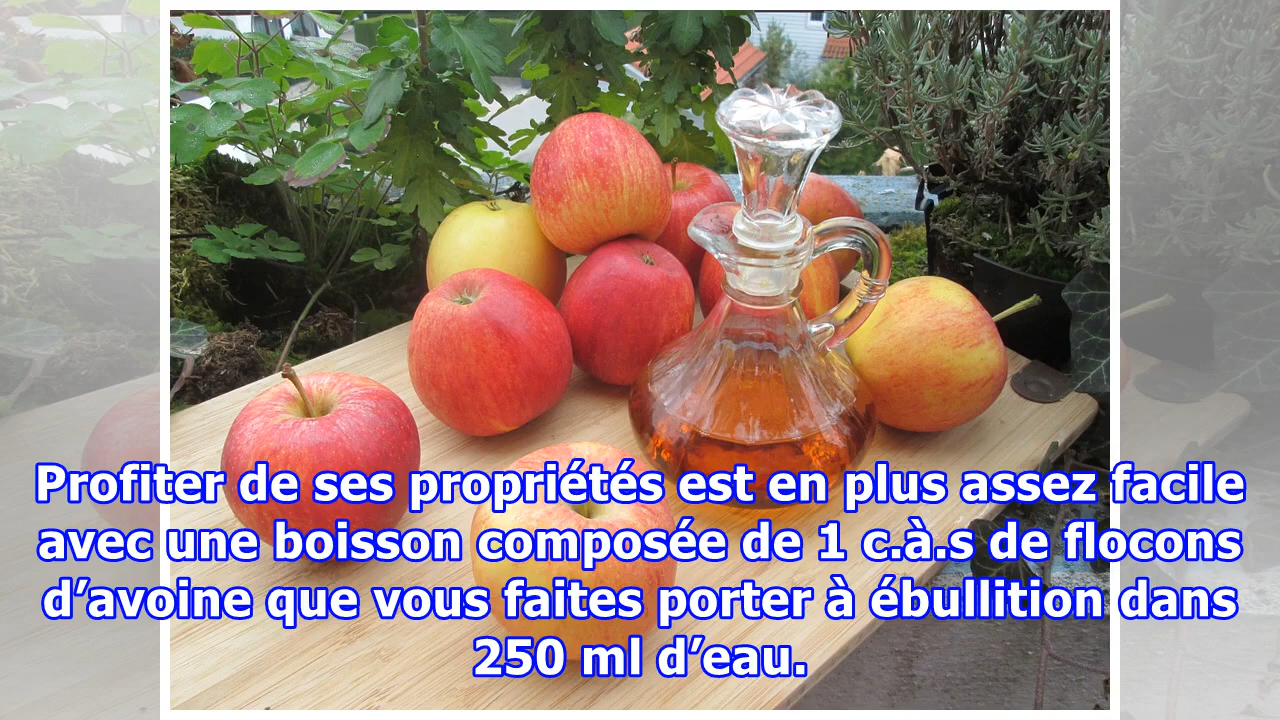 Profiter de ses propriétés est en plus assez facile
avec une boisson composée de 1 c.à.s de flocons
d’avoine que vous faites porter à ébullition dans
250 ml d’eau.